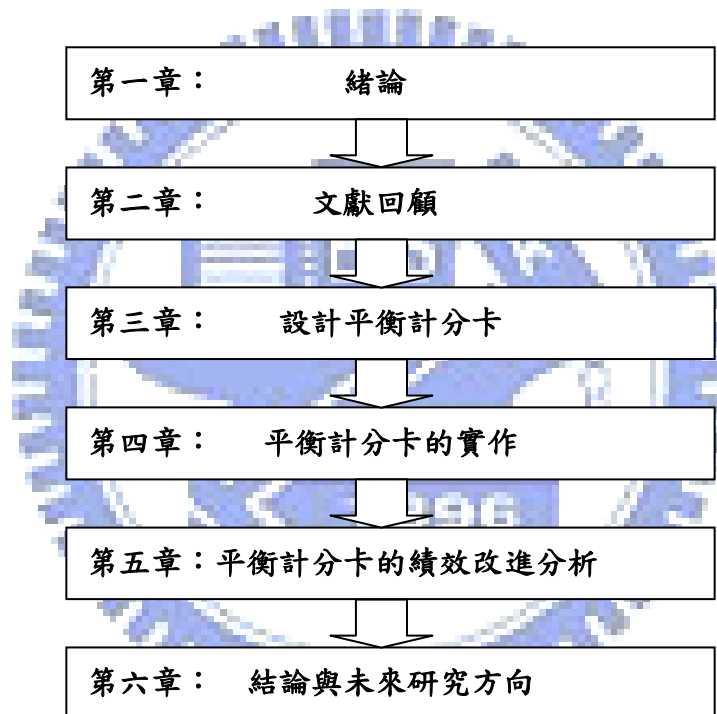 第一章： 緒論
第二章： 文獻回顧
第三章： 設計平衡計分卡
第四章： 平衡計分卡的實作
第五章：平衡計分卡的績效改進分析
第六章： 結論與未來研究方向